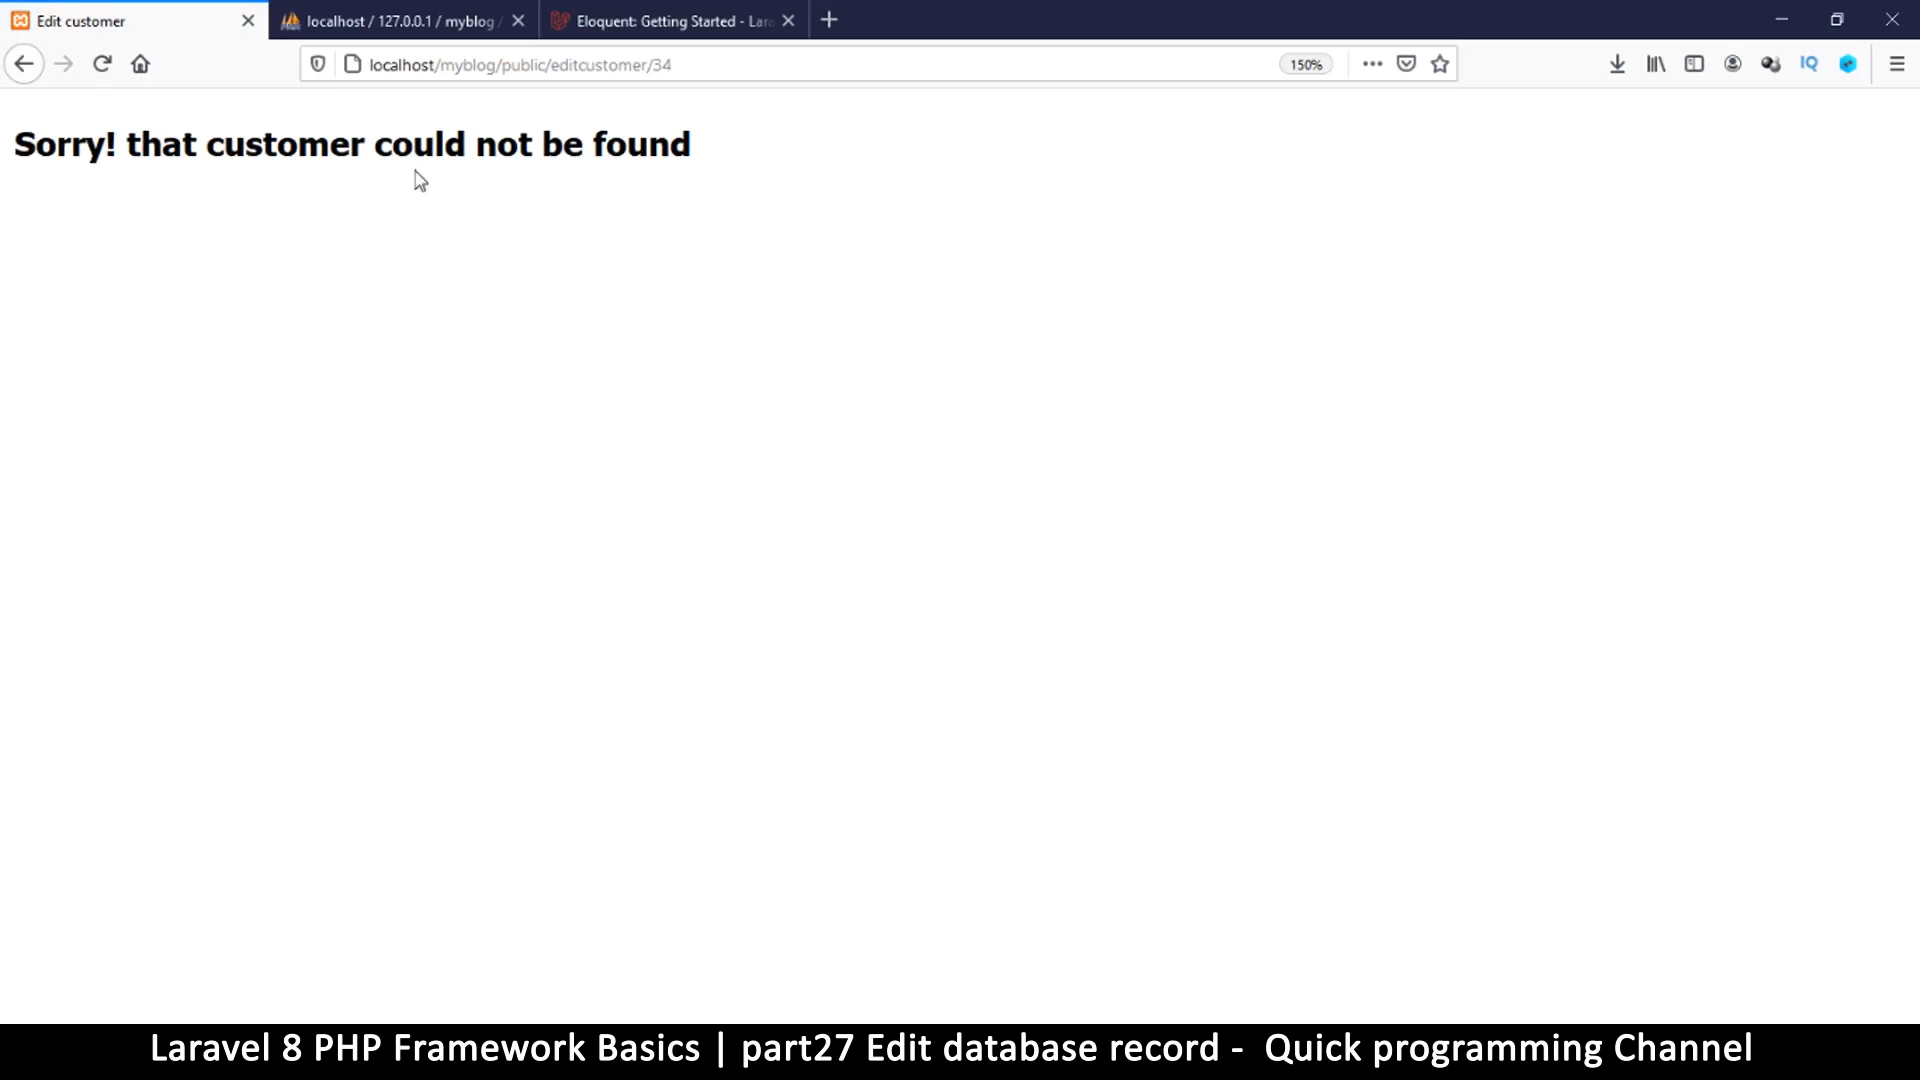 Edit customer
localhost / 127.0.0.1 / myblog /
Eloquent: Getting Started - Lara
localhost/myblog/public/editcustomer/34
150%
IQ
Sorry! that customer could not be found
Laravel 8 PHP Framework Basics | part27 Edit database record - Quick programming Channel